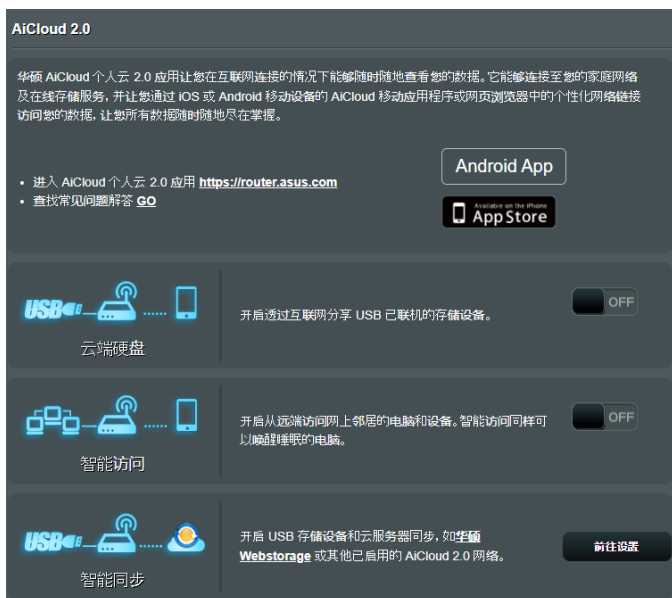 AiCloud 2.0
华硕 AiCloud 个人云 2.0 应用让您在互联网连接的情况下能够随时随地查看您的数据。它能够连接至您的家庭网络
及在线存储服务, 并让您通过 iOS 或 Android 移动设备的 AiCloud 移动应用程序或网页浏览器中的个性化网络链接
访问您的数据, 让您所有数据随时随地尽在掌握。
Android App
进入 AiCloud 个人云 2.0 应用 https://router.asus.com
查找常见问题解答 GO
Available on the iPhone
App Store
USB
开启透过互联网分享 USB 已联机的存储设备。
OFF
云端硬盘
开启从远端访问网上邻居的电脑和设备。智能访问同样可
以唤醒睡眠的电脑。
OFF
智能访问
USB
开启 USB 存储设备和云服务器同步, 如华硕
Webstorage 或其他已启用的 AiCloud 2.0 网络。
前往设置
智能同步